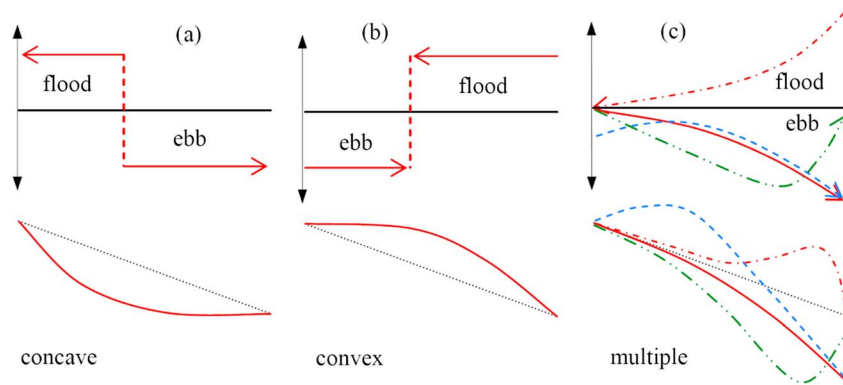 (a)
(b)
(c)
flood
ebb
flood
ebb
flood
ebb
concave
convex
multiple